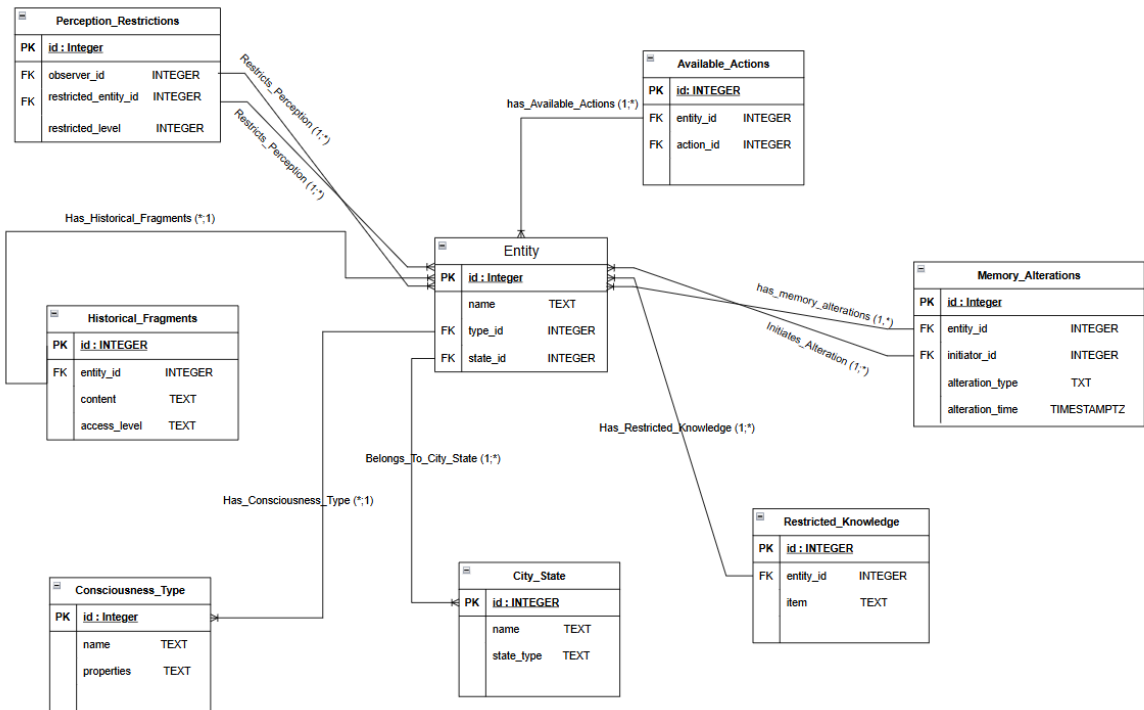 Perception_Restrictions
PK id : Integer
FK observer_id INTEGER
FK restricted_entity_id INTEGER
restricted_level INTEGER
Restricts_Perception (1;*)
Restricts_Perception (1;*)
Available_Actions
PK id: INTEGER
FK entity_id INTEGER
FK action_id INTEGER
has_Available_Actions (1;*)
Has_Historical_Fragments (*;1)
Entity
PK id : Integer
name TEXT
FK type_id INTEGER
FK state_id INTEGER
Memory_Alterations
PK id : Integer
FK entity_id INTEGER
FK initiator_id INTEGER
alteration_type TXT
alteration_time TIMESTAMPTZ
has_memory_alterations (1,*)
Initiates_Alteration (1;*)
Historical_Fragments
PK id : INTEGER
FK entity_id INTEGER
content TEXT
access_level TEXT
Has_Restricted_Knowledge (1;*)
Belongs_To_City_State (1;*)
Has_Consciousness_Type (*;1)
Restricted_Knowledge
PK id : INTEGER
FK entity_id INTEGER
item TEXT
City_State
PK id : INTEGER
name TEXT
state_type TEXT
Consciousness_Type
PK id : Integer
name TEXT
properties TEXT